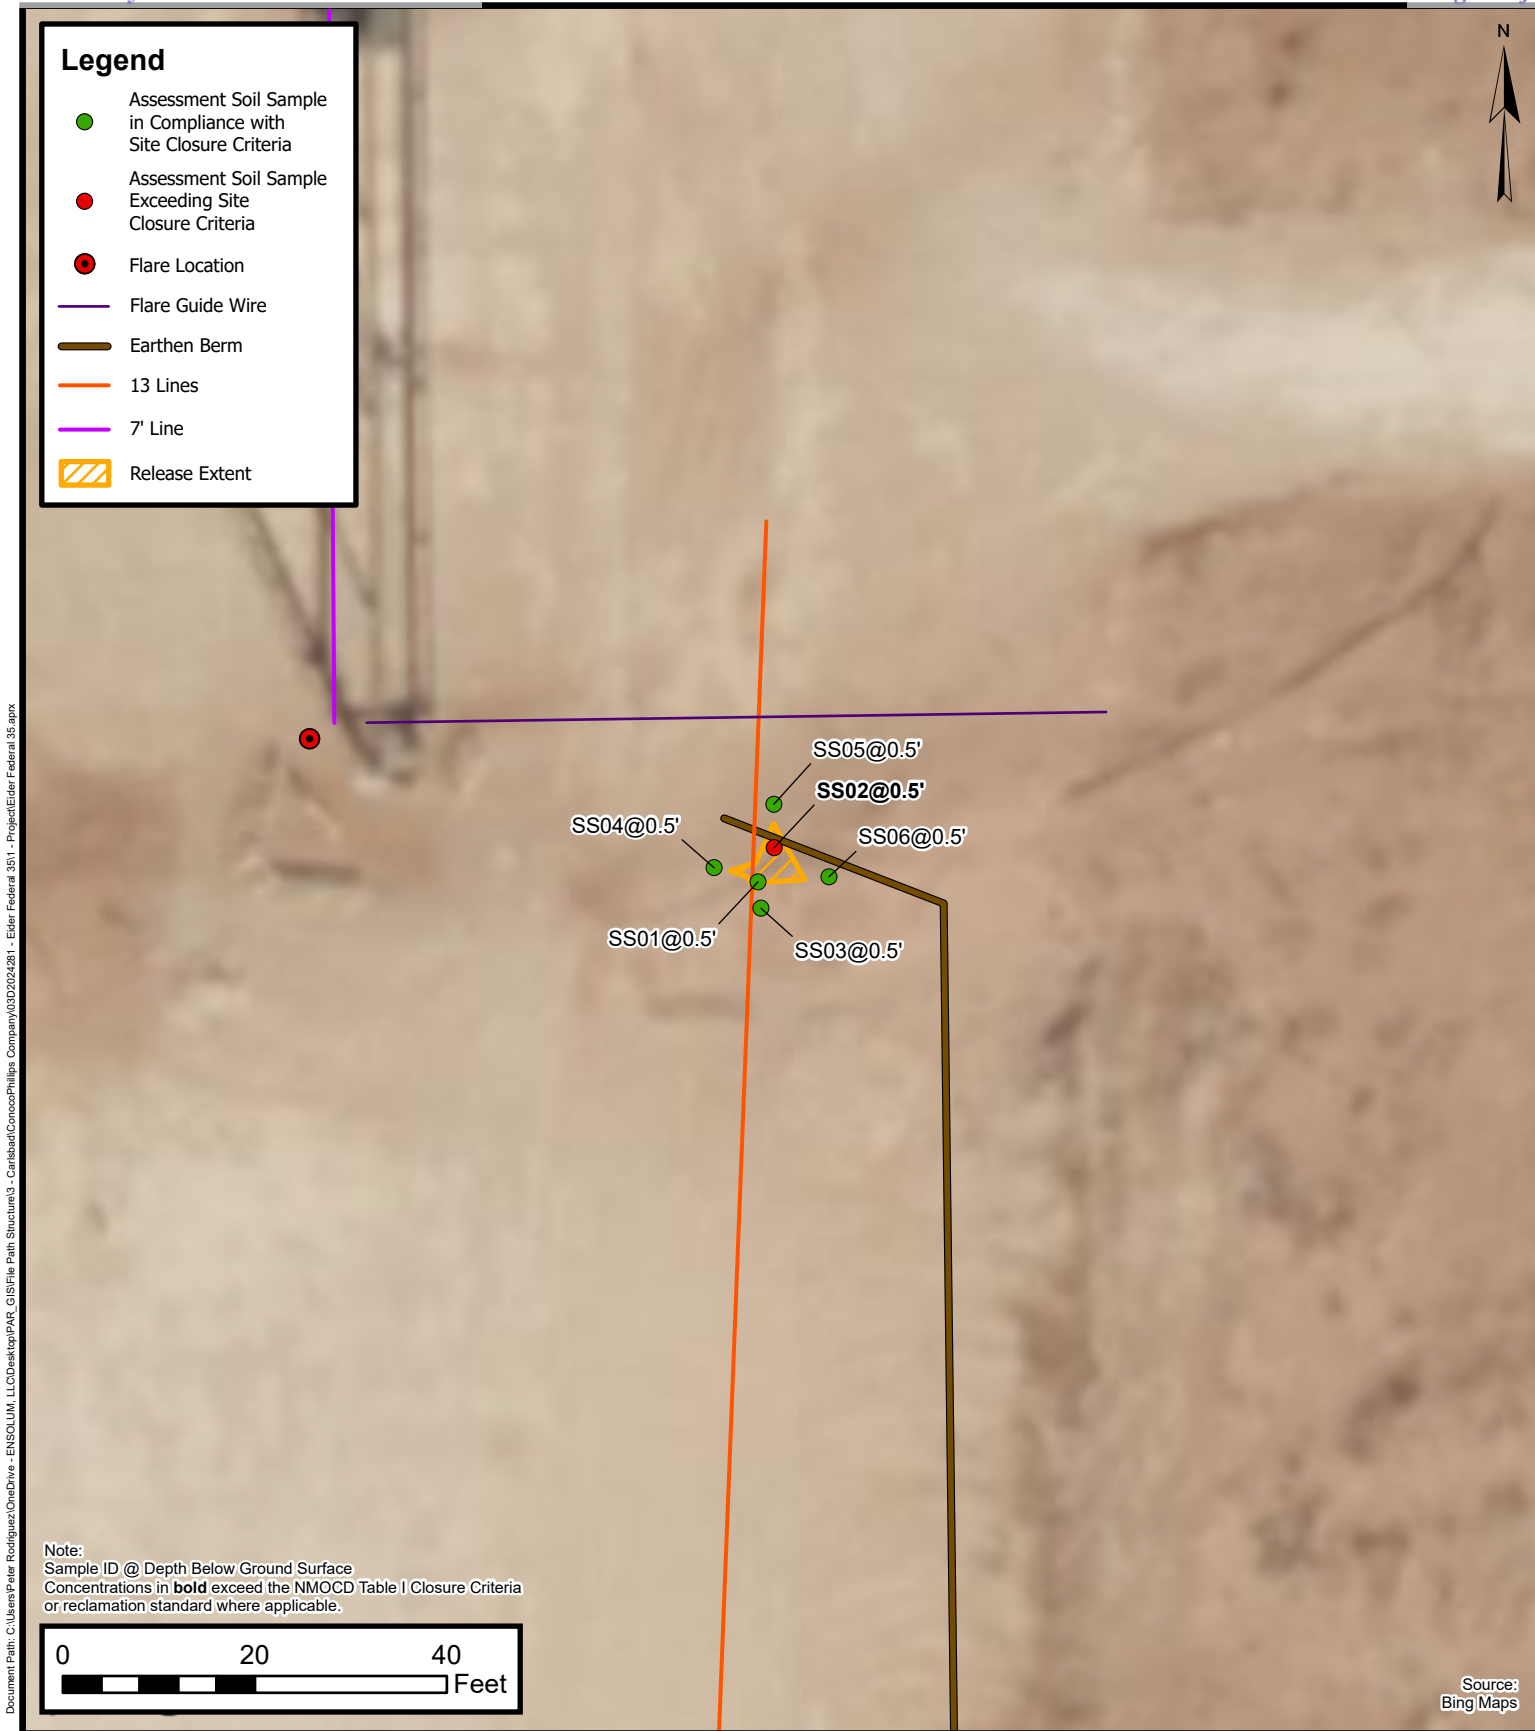 Legend
Assessment Soil Sample
in Compliance with
Site Closure Criteria
Assessment Soil Sample
Exceeding Site
Closure Criteria
Flare Location
Flare Guide Wire
Earthen Berm
13 Lines
7' Line
Release Extent
N
SS05@0.5'
SS02@0.5'
SS04@0.5'
SS06@0.5'
SS01@0.5'
SS03@0.5'
Note:
Sample ID @ Depth Below Ground Surface
Concentrations in bold exceed the NMOCD Table I Closure Criteria
or reclamation standard where applicable.
0 20 40
Feet
Source:
Bing Maps
Document Path: C:\Users\Peter Rodriguez\OneDrive - ENSOLUM, LLC\Desktop\PAR_GIS\File Path Structure\3 - Carlsbad\ConocoPhillips Company\03D2024281 - Eider Federal 35\1 - Project\Eider Federal 35.aprx